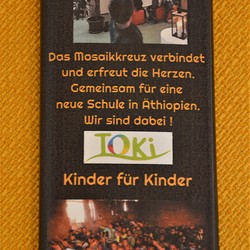 Das Mosaikkreuz verbindet
und erfreut die Herzen.
Gemeinsam für eine
neue Schule in Äthiopien.
Wir sind dabei !
TOKi
Kinder für Kinder